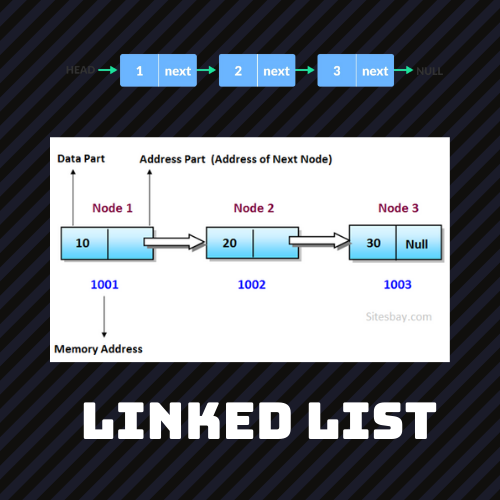 HEAD 1 next 2 next 3 next NULL
Data Part Address Part (Address of Next Node)
Node 1 Node 2 Node 3
10 20 30 Null
1001 1002 1003
Sitesbay.com
Memory Address
LINKED LIST